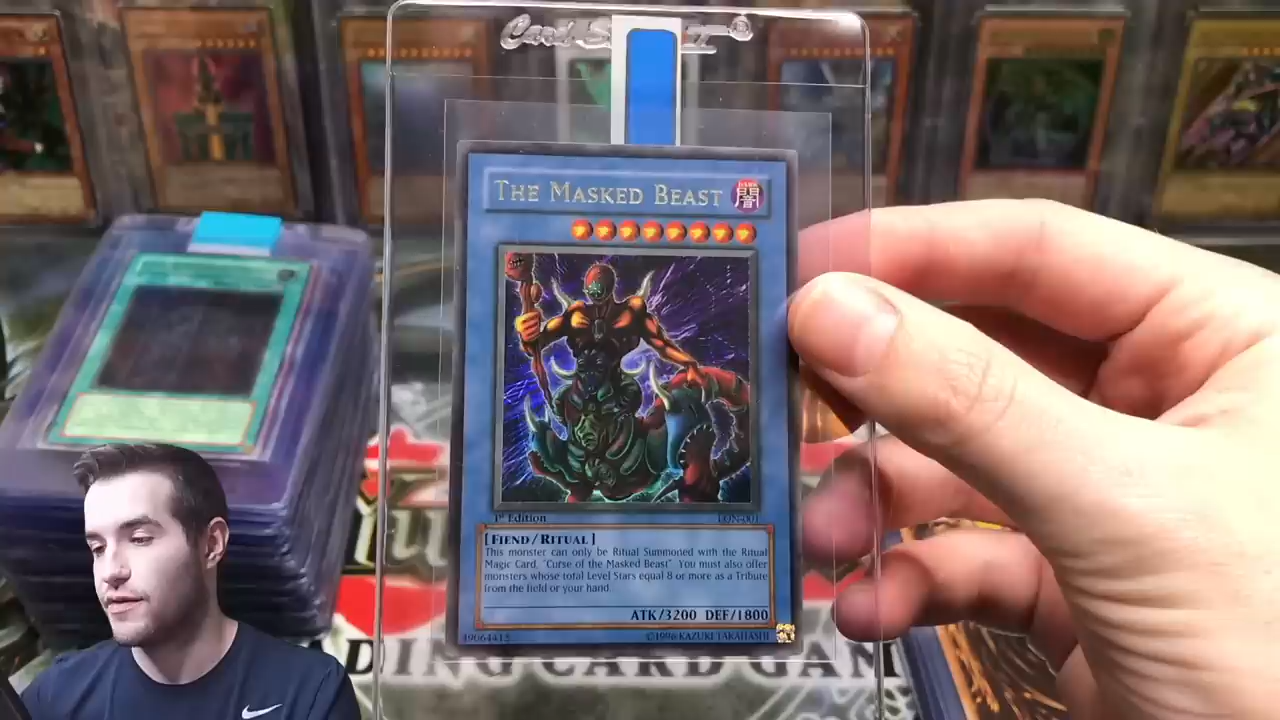 THE MASKED BEAST
DARK
闇
1st Edition
LON-001
[FIEND/RITUAL]
This monster can only be Ritual Summoned with the Ritual
Magic Card, "Curse of the Masked Beast". You must also offer
monsters whose total Level Stars equal 8 or more as a Tribute
from the field or your hand.
ATK/3200 DEF/1800
49064413
©1996 KAZUKI TAKAHASHI
DING CARD GAM